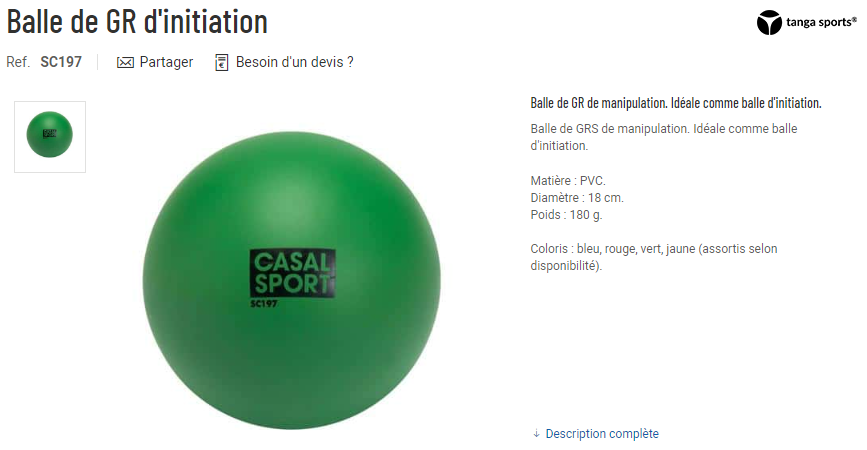 Balle de GR d'initiation
tanga sports®
Ref. SC197
Partager
Besoin d'un devis ?
CASAL
SPORT
SC197
Balle de GR de manipulation. Idéale comme balle d'initiation.
Balle de GRS de manipulation. Idéale comme balle
d'initiation.
Matière : PVC.
Diamètre : 18 cm.
Poids : 180 g.
Coloris : bleu, rouge, vert, jaune (assortis selon
disponibilité).
Description complète